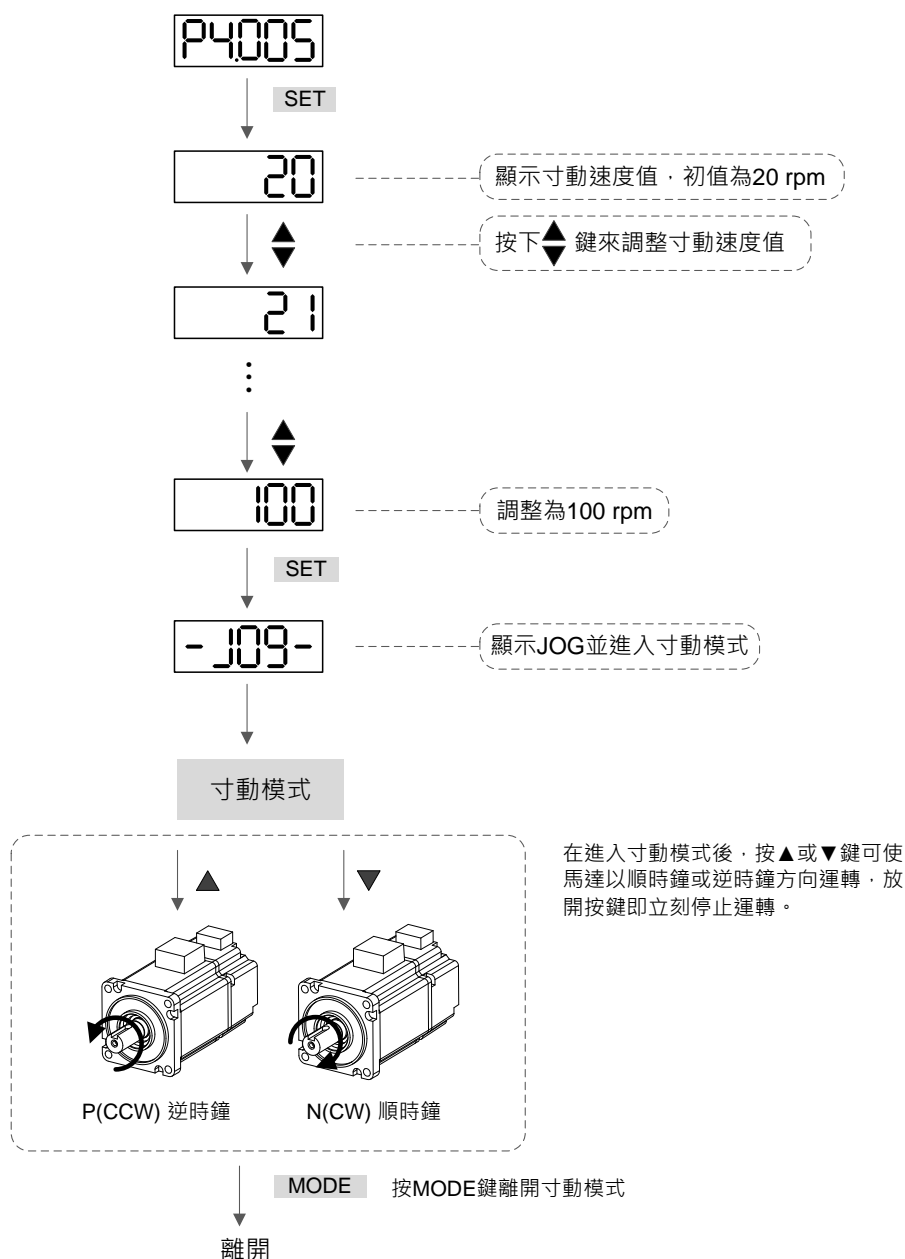 P4.005
SET
20
顯示寸動速度值，初值為20 rpm
按下▲▼ 鍵來調整寸動速度值
21
100
調整為100 rpm
SET
-JOG-
顯示JOG並進入寸動模式
寸動模式
在進入寸動模式後，按▲或▼鍵可使
馬達以順時鐘或逆時鐘方向運轉，放
開按鍵即立刻停止運轉。
P(CCW) 逆時鐘
N(CW) 順時鐘
MODE
按MODE鍵離開寸動模式
離開